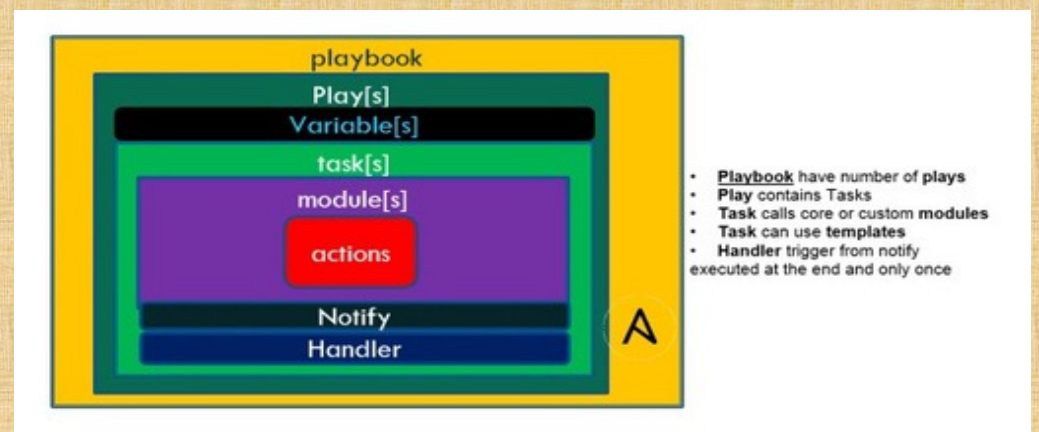 playbook
Play[s]
Variable[s]
task[s]
module[s]
actions
Notify
Handler
A
• Playbook have number of plays
• Play contains Tasks
• Task calls core or custom modules
• Task can use templates
• Handler trigger from notify
executed at the end and only once